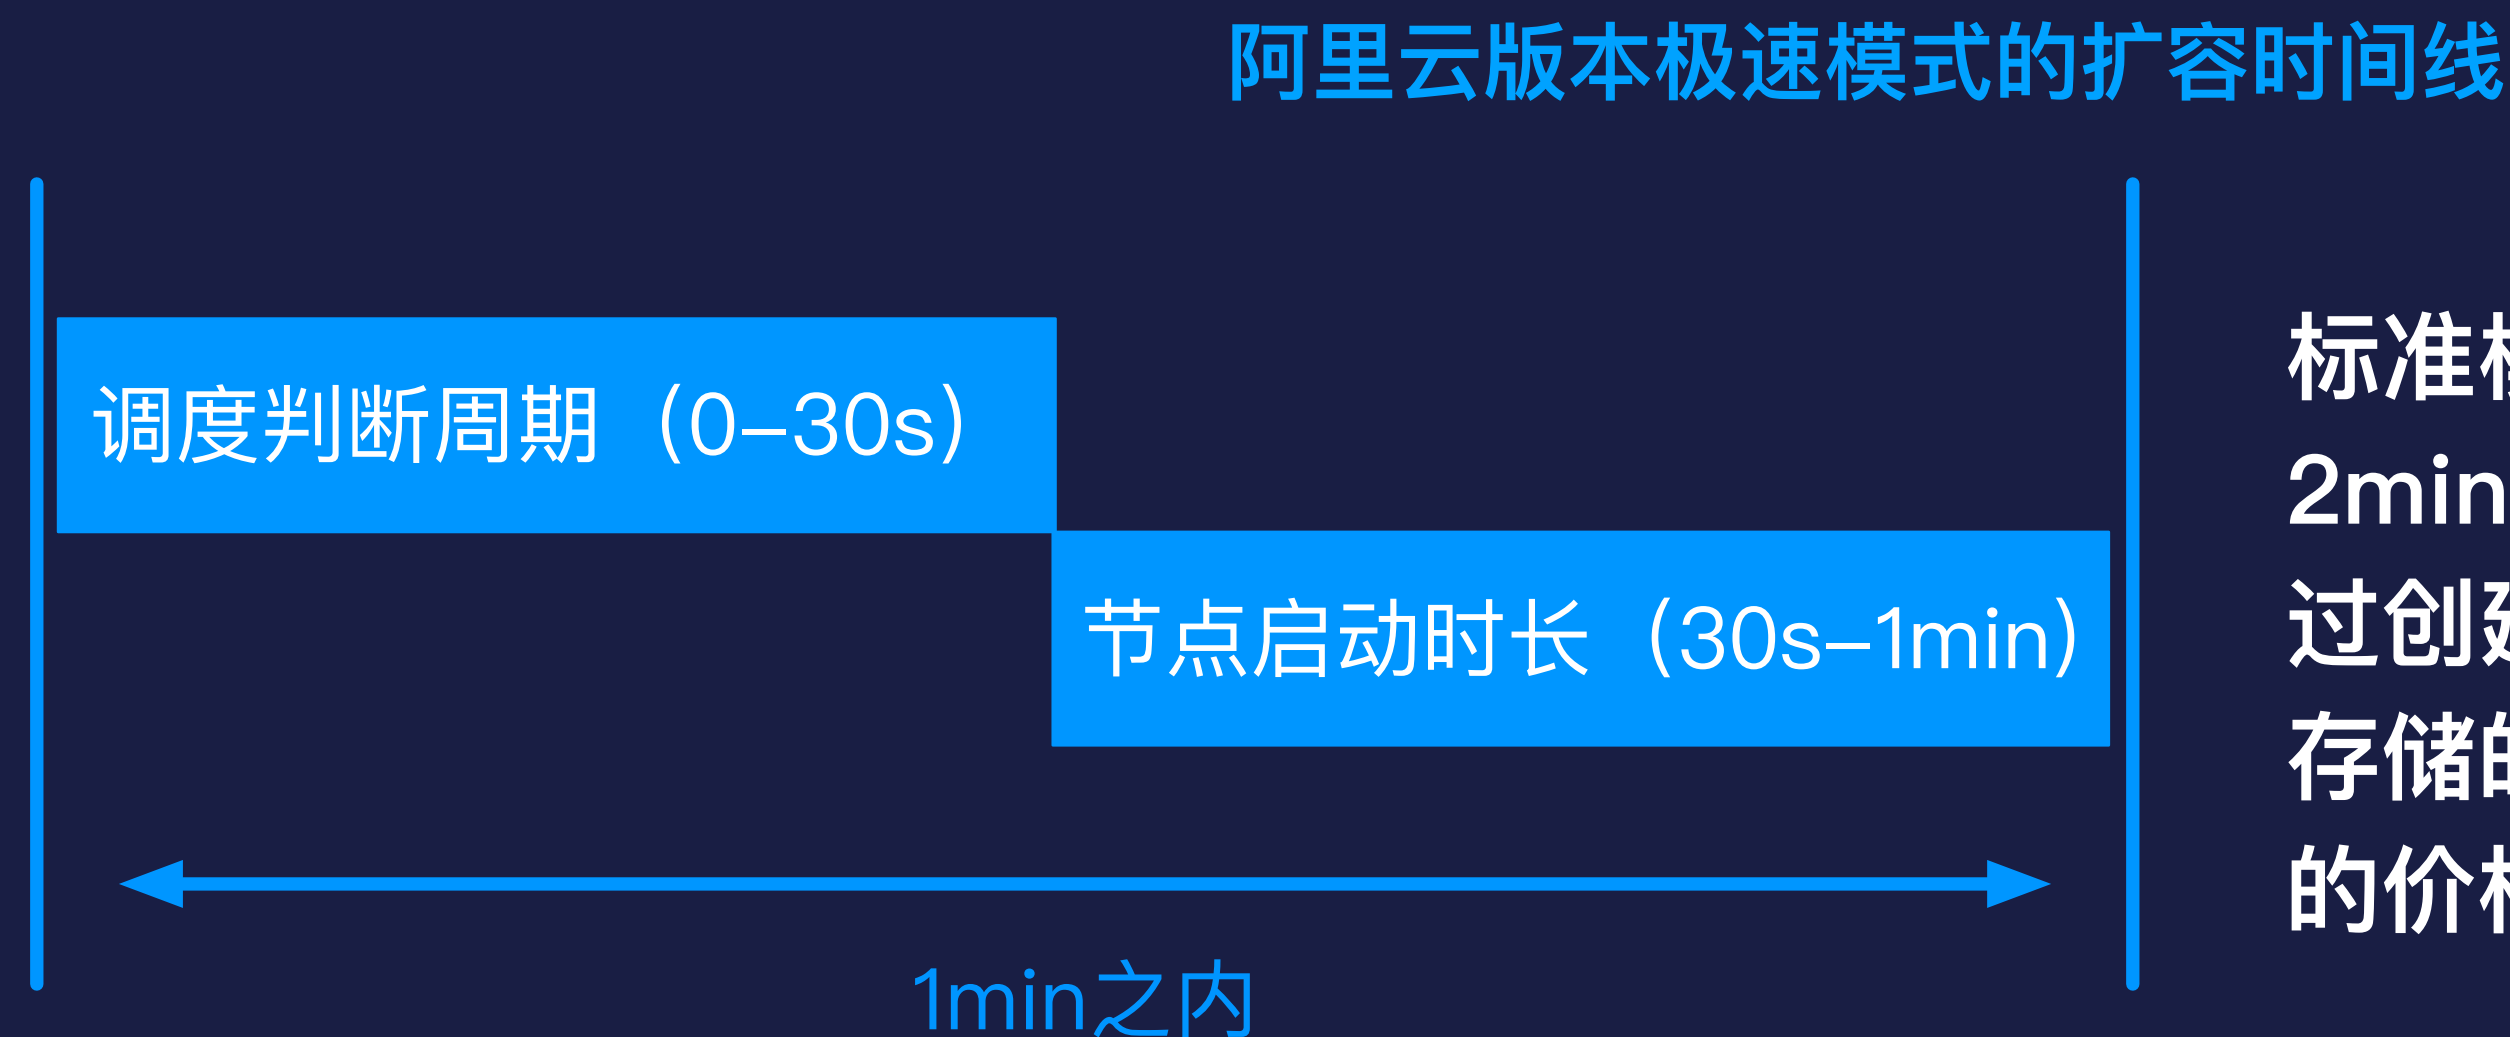 阿里云版本极速模式的扩容时间线
调度判断周期（0–30s）
节点启动时长 （30s–1min）
1min之内
标准
2min
过创
存储的
的价